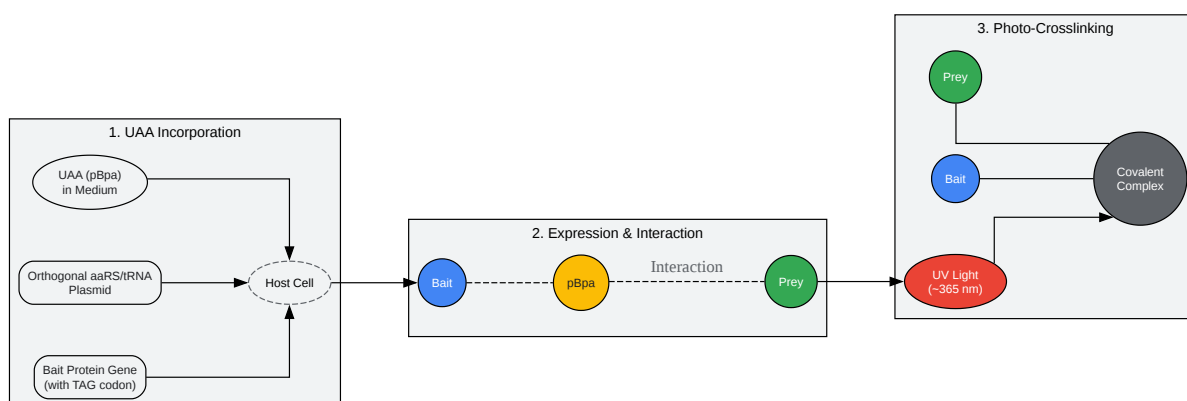 1. UAA Incorporation
UAA (pBpa)
in Medium
Orthogonal aaRS/tRNA
Plasmid
Host Cell
Bait Protein Gene
(with TAG codon)
2. Expression & Interaction
Bait
pBpa
Interaction
Prey
3. Photo-Crosslinking
Prey
Bait
Covalent
Complex
UV Light
(~365 nm)